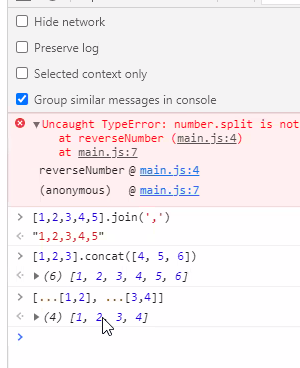 Hide network
Preserve log
Selected context only
Group similar messages in console
▼Uncaught TypeError: number.split is not
at reverseNumber (main.js:4)
at main.js:7
reverseNumber @ main.js:4
(anonymous) @ main.js:7
> [1,2,3,4,5].join(',')
"1,2,3,4,5"
> [1,2,3].concat([4, 5, 6])
▶ (6) [1, 2, 3, 4, 5, 6]
> [...[1,2], ...[3,4]]
▶ (4) [1, 2, 3, 4]
>